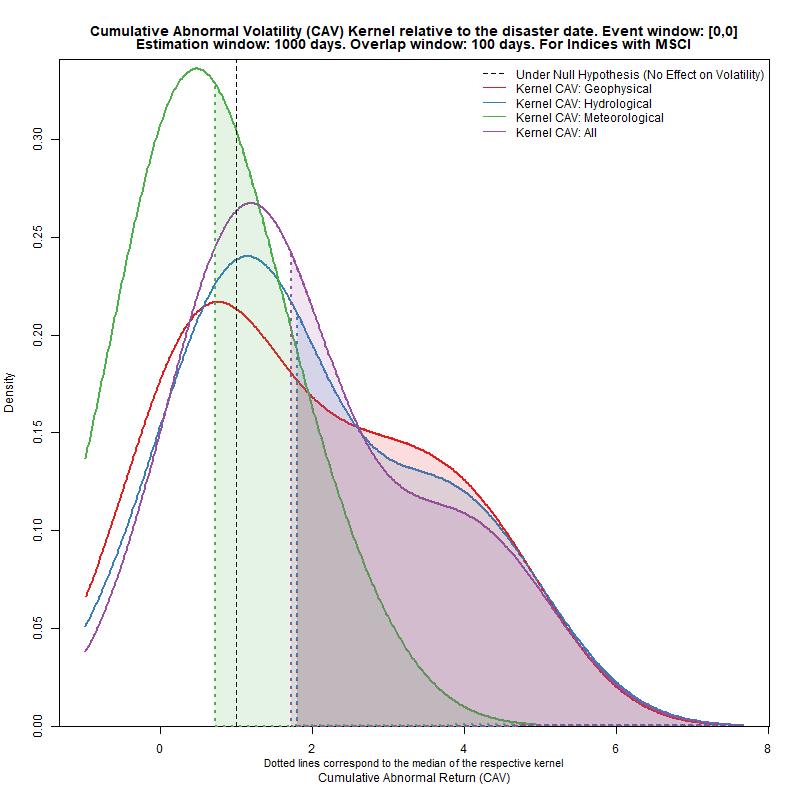 Cumulative Abnormal Volatility (CAV) Kernel relative to the disaster date. Event window: [0,0]
Estimation window: 1000 days. Overlap window: 100 days. For Indices with MSCI
Under Null Hypothesis (No Effect on Volatility)
Kernel CAV: Geophysical
Kernel CAV: Hydrological
Kernel CAV: Meteorological
Kernel CAV: All
Density
0.30
0.25
0.20
0.15
0.10
0.05
0.00
0 2 4 6 8
Dotted lines correspond to the median of the respective kernel
Cumulative Abnormal Return (CAV)